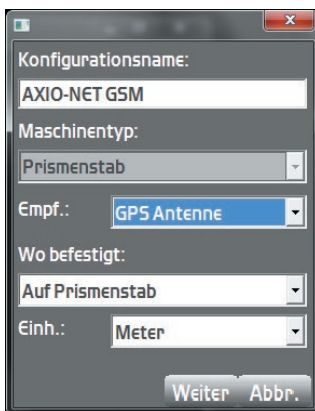 Konfigurationsname:
AXIO-NET GSM
Maschinentyp:
Prismenstab
Empf.: GPS Antenne
Wo befestigt:
Auf Prismenstab
Einh.: Meter
Weiter Abbr.